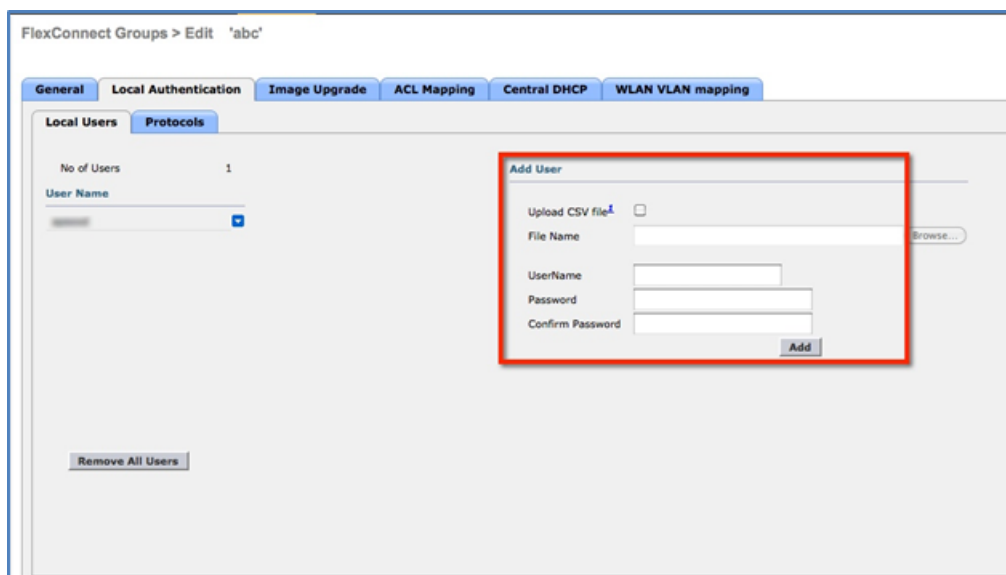 FlexConnect Groups > Edit 'abc'
General Local Authentication Image Upgrade ACL Mapping Central DHCP WLAN VLAN mapping
Local Users Protocols
No of Users 1
User Name
Add User
Upload CSV file1
File Name Browse...
UserName
Password
Confirm Password
Add
Remove All Users